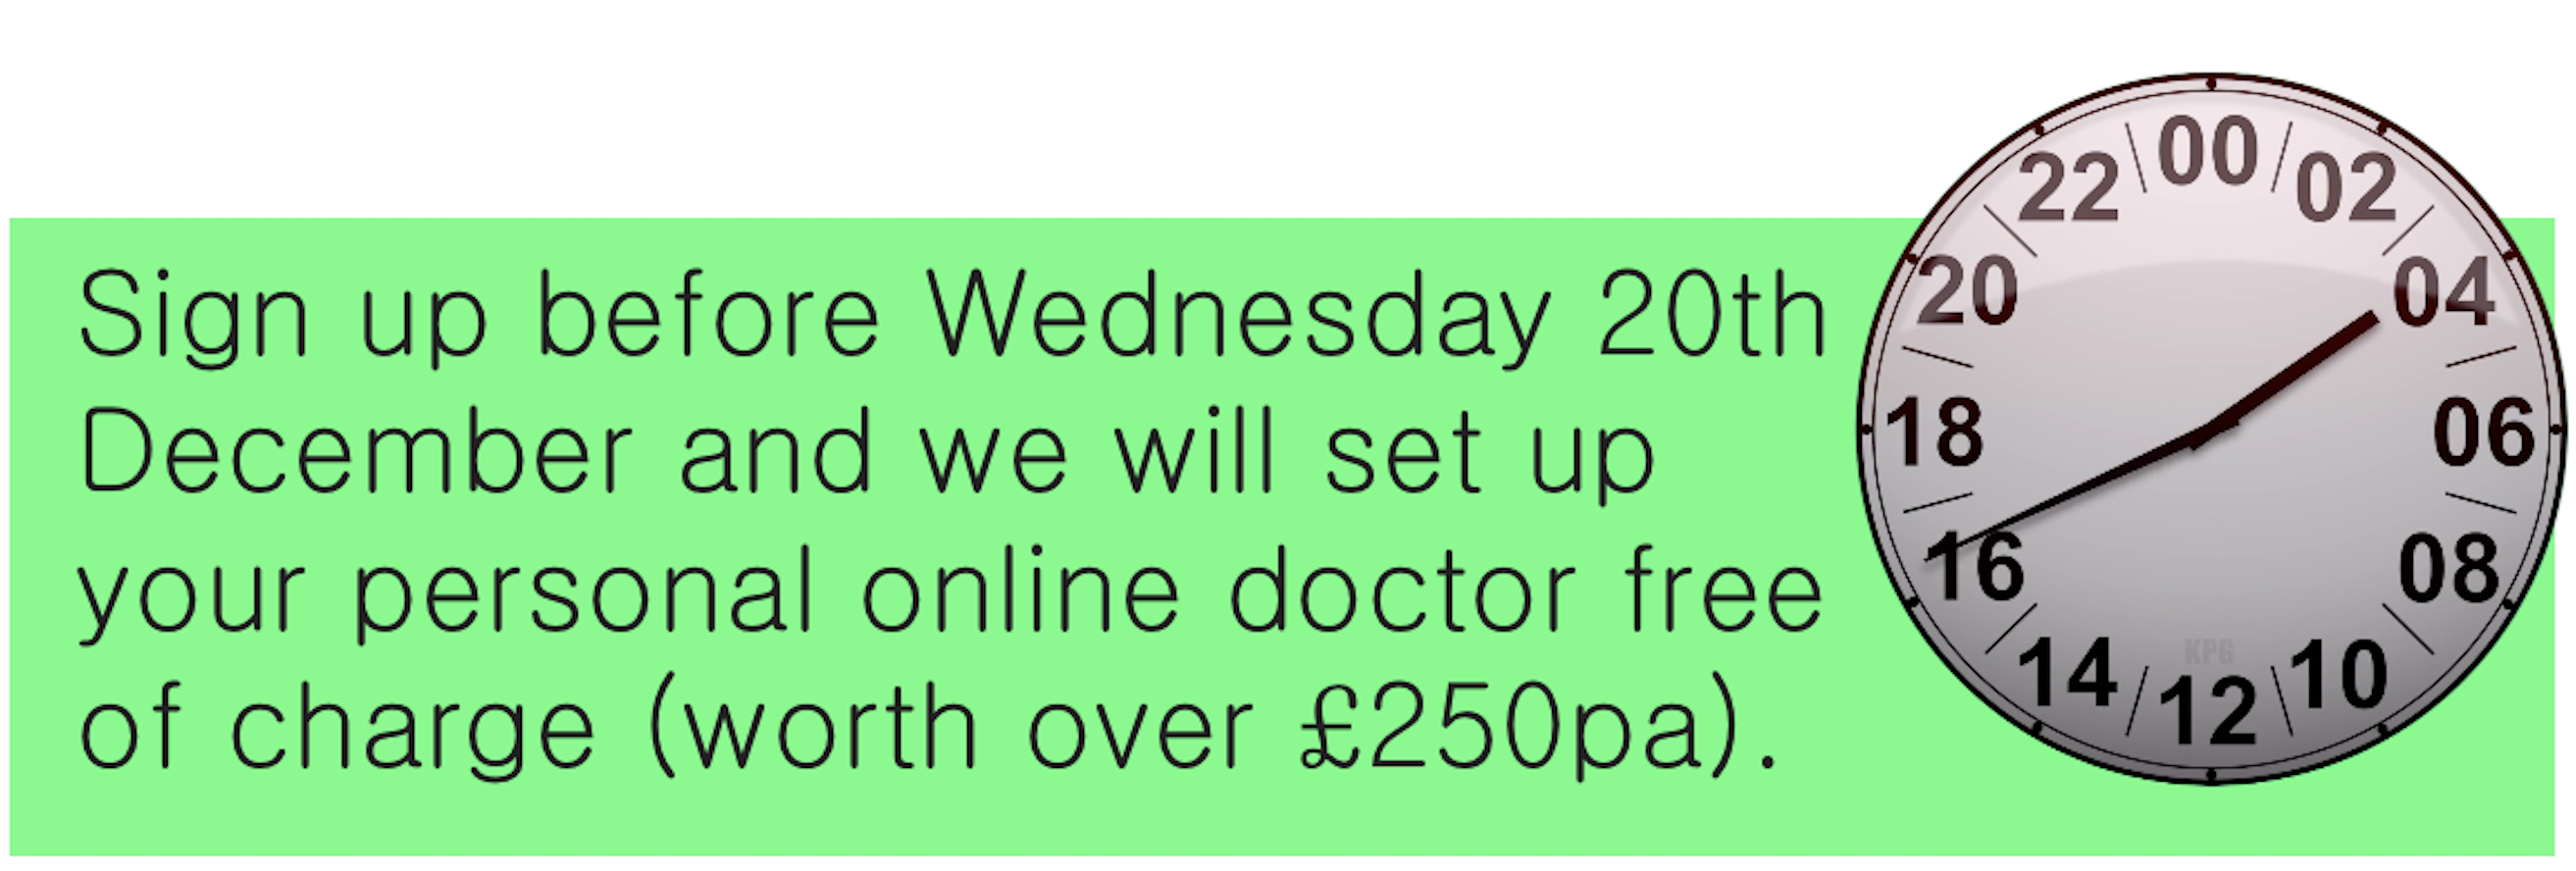 Sign up before Wednesday 20th
December and we will set up
your personal online doctor free
of charge (worth over £250pa).
00
02
04
06
08
10
12
14
16
18
20
22
KPG